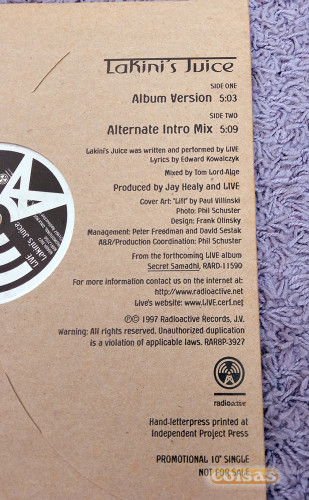 Lakini's Juice
SIDE ONE
Album Version 5:03
SIDE TWO
Alternate Intro Mix 5:09
Lakini's Juice was written and performed by LIVE
Lyrics by Edward Kowalczyk
Mixed by Tom Lord-Alge
Produced by Jay Healy and LIVE
Cover Art: "Lift" by Paul Villinski
Photo: Phil Schuster
Design: Frank Olinsky
Management: Peter Freedman and David Sestak
A&R/Production Coordination: Phil Schuster
From the forthcoming LIVE album
Secret Samadhi, RARD-11590
For more information contact us on the internet at:
http://www.radioactive.net
Live's website: www.LIVE.cerf.net
℗© 1997 Radioactive Records, J.V.
Warning: All rights reserved. Unauthorized duplication
is a violation of applicable laws. RAR8P-3927
radioactive
Hand-letterpress printed at
Independent Project Press
PROMOTIONAL 10" SINGLE
NOT FOR SALE
coisas
LIVE
LAKINI'S JUICE